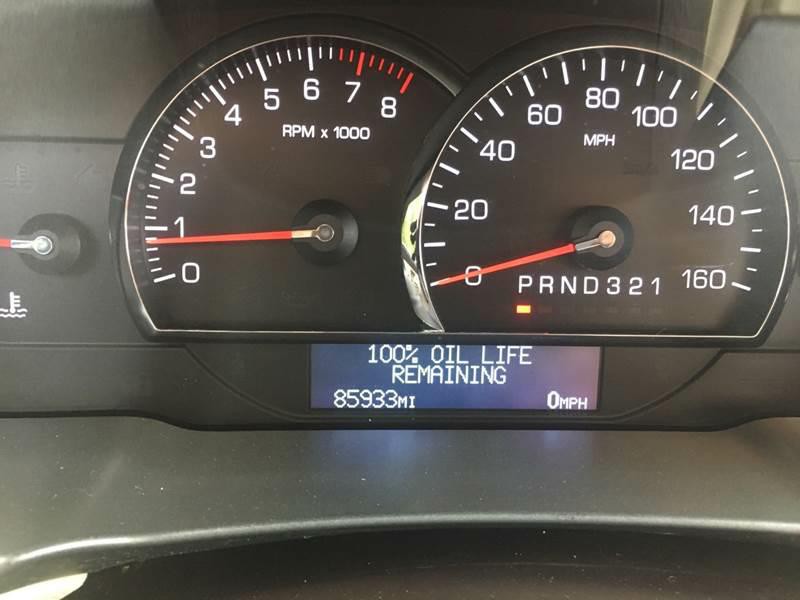 0 1 2 3 4 5 6 7 8
RPM x 1000
0 20 40 60 80 100 120 140 160
MPH
PRND321
100% OIL LIFE
REMAINING
85933MI 0MPH